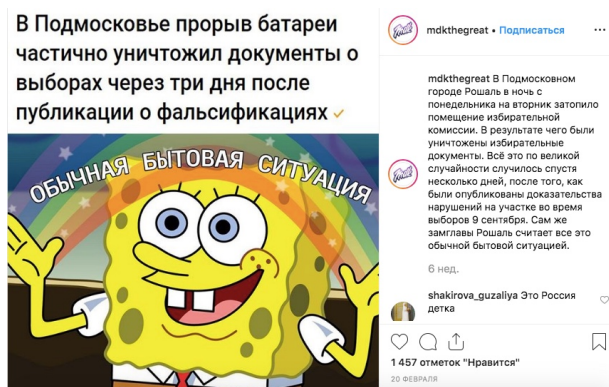 В Подмосковье прорыв батареи
частично уничтожил документы о
выборах через три дня после
публикации о фальсификациях
ОБЫЧНАЯ БЫТОВАЯ СИТУАЦИЯ
mdkthegreat • Подписаться
mdkthegreat В Подмосковном
городе Рошаль в ночь с
понедельника на вторник затопило
помещение избирательной
комиссии. В результате чего были
уничтожены избирательные
документы. Всё это по великой
случайности случилось спустя
несколько дней, после того, как
были опубликованы доказательства
нарушений на участке во время
выборов 9 сентября. Сам же
замглавы Рошаль считает все это
обычной бытовой ситуацией.
6 нед.
shakirova_guzaliya Это Россия
детка
1 457 отметок "Нравится"
20 ФЕВРАЛЯ